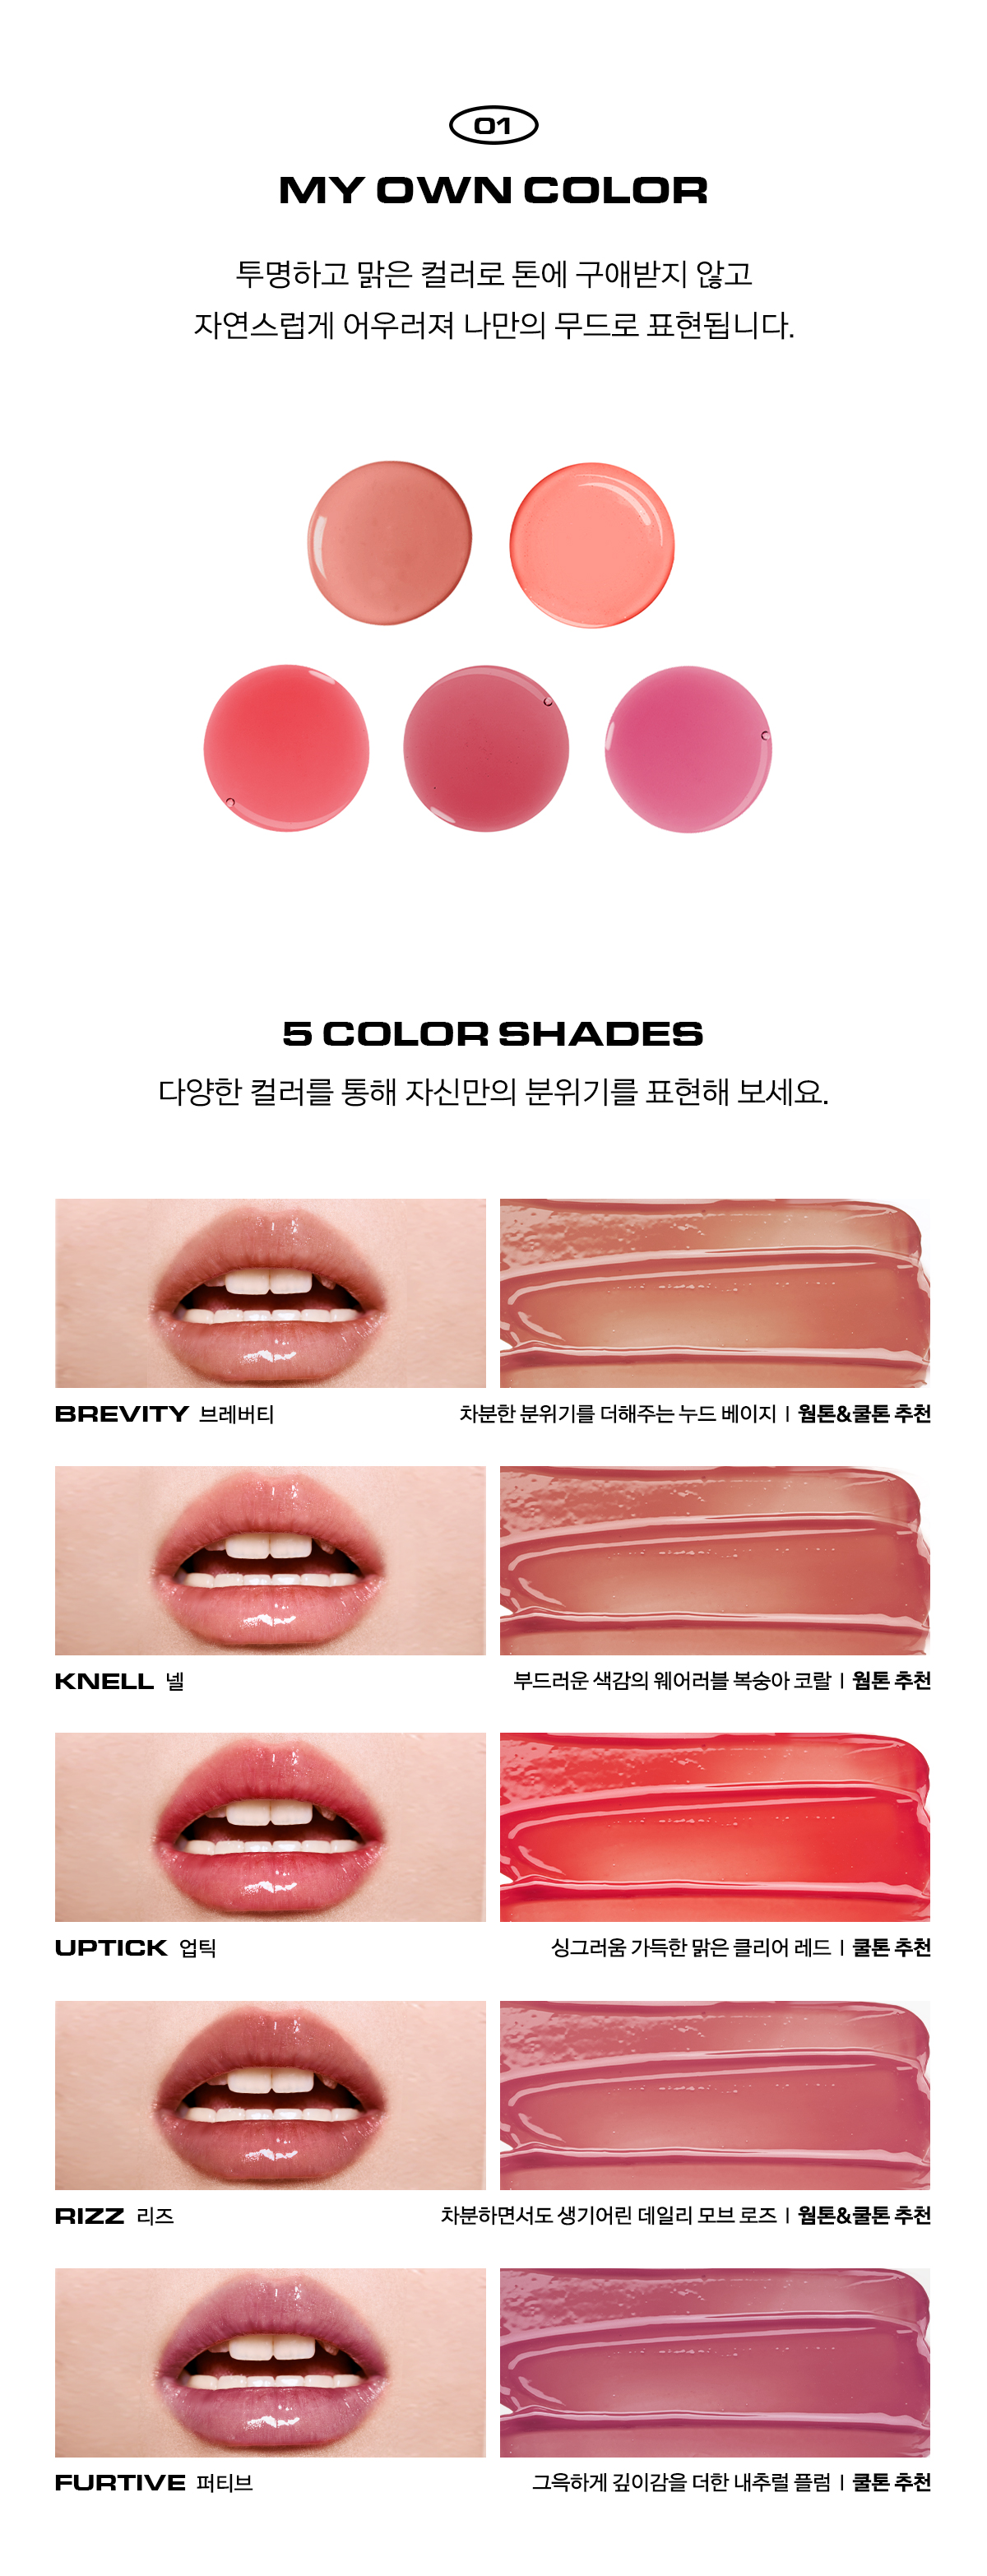 01
MY OWN COLOR
투명하고 맑은 컬러로 톤에 구애받지 않고
자연스럽게 어우러져 나만의 무드로 표현됩니다.
5 COLOR SHADES
다양한 컬러를 통해 자신만의 분위기를 표현해 보세요.
BREVITY 브레버티 차분한 분위기를 더해주는 누드 베이지 | 웜톤&쿨톤 추천
KNELL 넬 부드러운 색감의 웨어러블 복숭아 코랄 | 웜톤 추천
UPTICK 업틱 싱그러움 가득한 맑은 클리어 레드 | 쿨톤 추천
RIZZ 리즈 차분하면서도 생기어린 데일리 모브 로즈 | 웜톤&쿨톤 추천
FURTIVE 퍼티브 그윽하게 깊이감을 더한 내추럴 플럼 | 쿨톤 추천